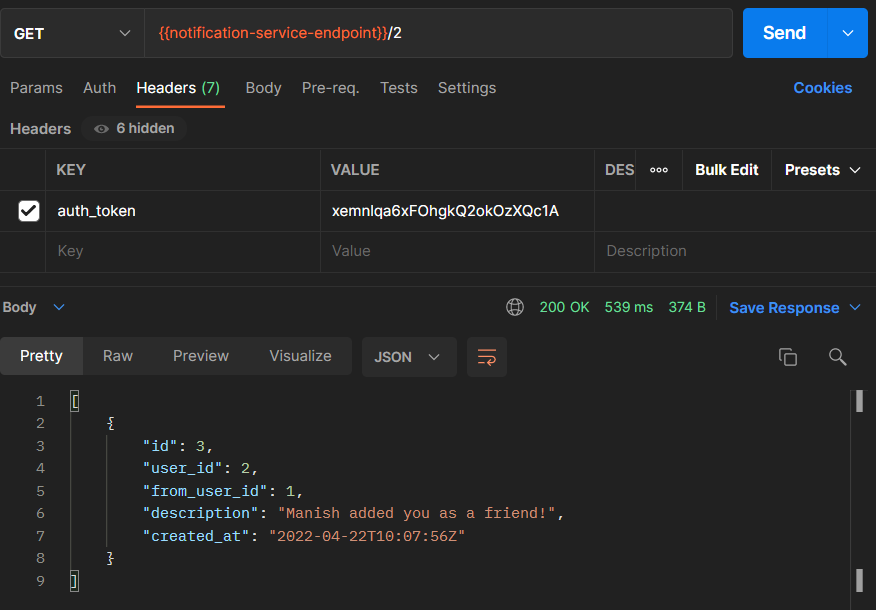 GET {{notification-service-endpoint}}/2 Send
Params Auth Headers (7) Body Pre-req. Tests Settings Cookies
Headers 6 hidden
KEY VALUE DES ooo Bulk Edit Presets
auth_token xemnlqa6xFOhgkQ2okOzXQc1A
Key Value Description
Body 200 OK 539 ms 374 B Save Response
Pretty Raw Preview Visualize JSON
1 [
2 {
3 "id": 3,
4 "user_id": 2,
5 "from_user_id": 1,
6 "description": "Manish added you as a friend!",
7 "created_at": "2022-04-22T10:07:56Z"
8 }
9 ]